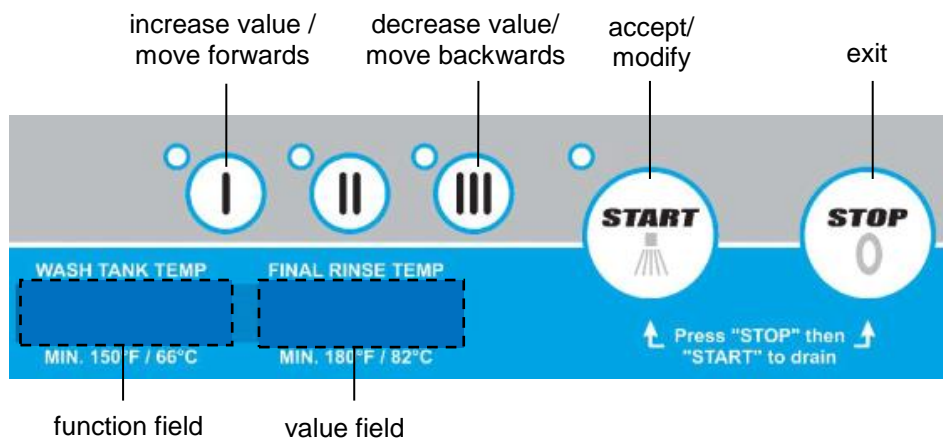 increase value /
move forwards
decrease value/
move backwards
accept/
modify
exit
I
II
III
START
STOP
0
WASH TANK TEMP
FINAL RINSE TEMP
MIN. 150°F / 66°C
MIN. 180°F / 82°C
Press "STOP" then
"START" to drain
function field
value field